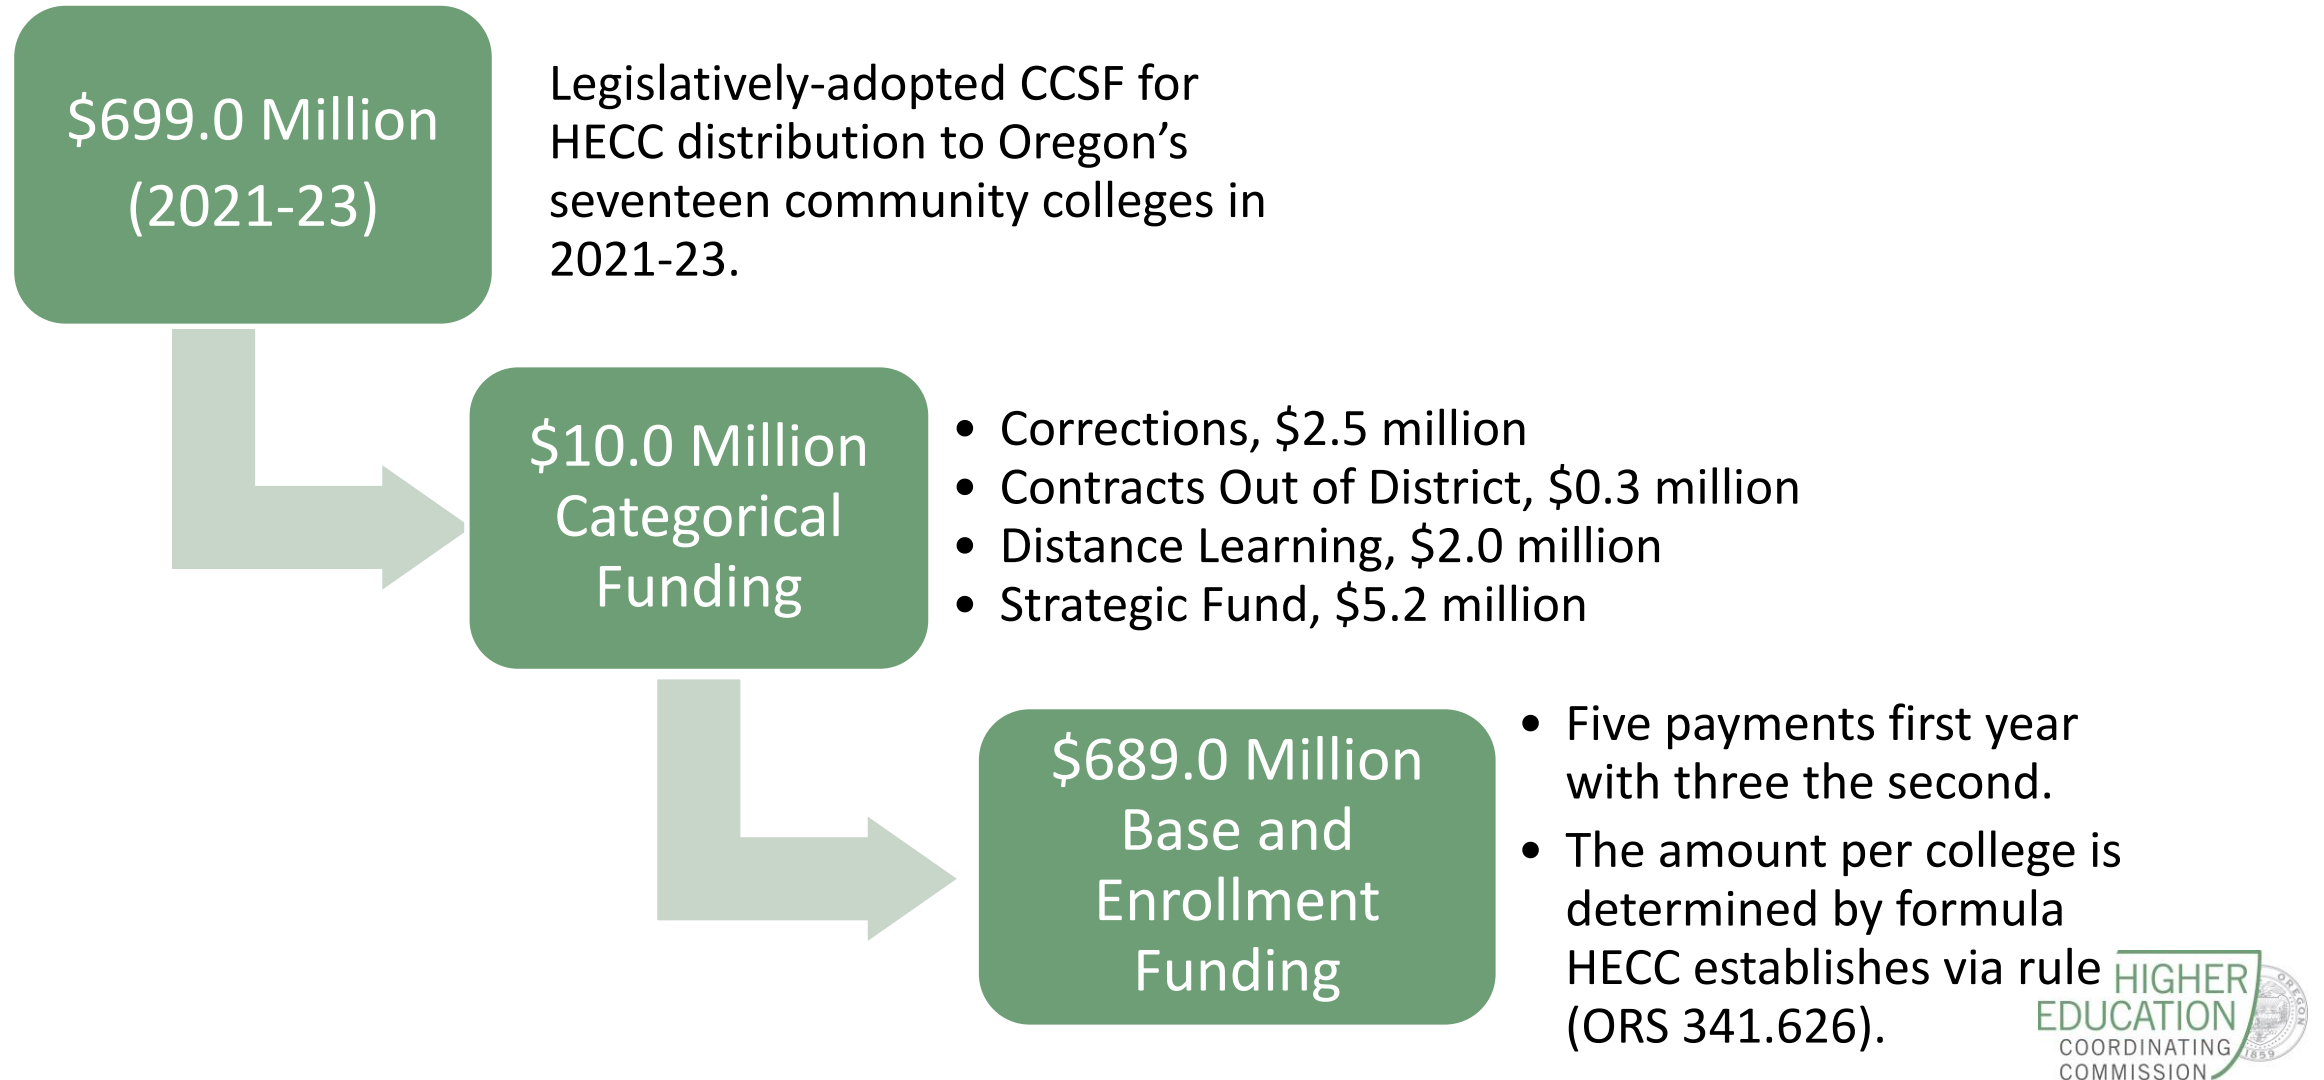 $699.0 Million
(2021-23)
Legislatively-adopted CCSF for
HECC distribution to Oregon’s
seventeen community colleges in
2021-23.
$10.0 Million
Categorical
Funding
• Corrections, $2.5 million
• Contracts Out of District, $0.3 million
• Distance Learning, $2.0 million
• Strategic Fund, $5.2 million
$689.0 Million
Base and
Enrollment
Funding
• Five payments first year
with three the second.
• The amount per college is
determined by formula
HECC establishes via rule
(ORS 341.626).
HIGHER
EDUCATION
COORDINATING
COMMISSION
OREGON
1859